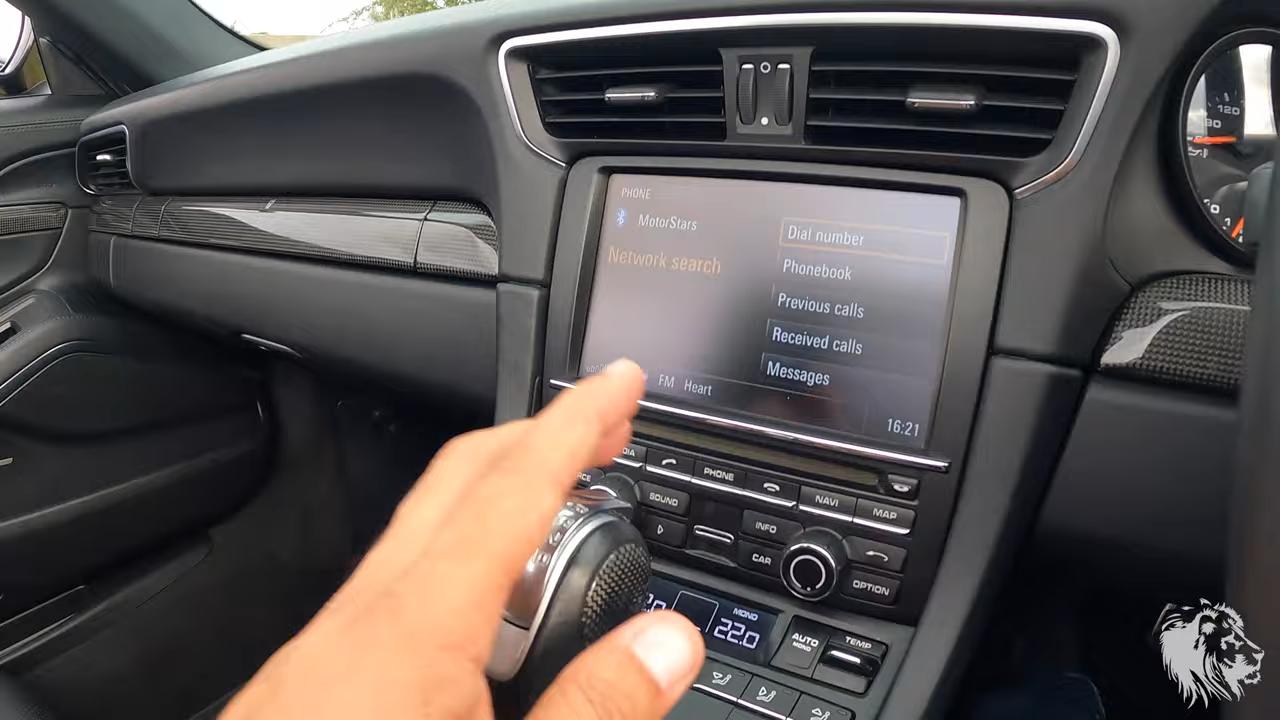 PHONE
MotorStars
Dial number
Network search
Phonebook
Previous calls
Received calls
Messages
FM Heart
16:21
PHONE
NAVI
MAP
SOUND
INFO
CAR
OPTION
MONO
22.0
AUTO
MONO
TEMP
120